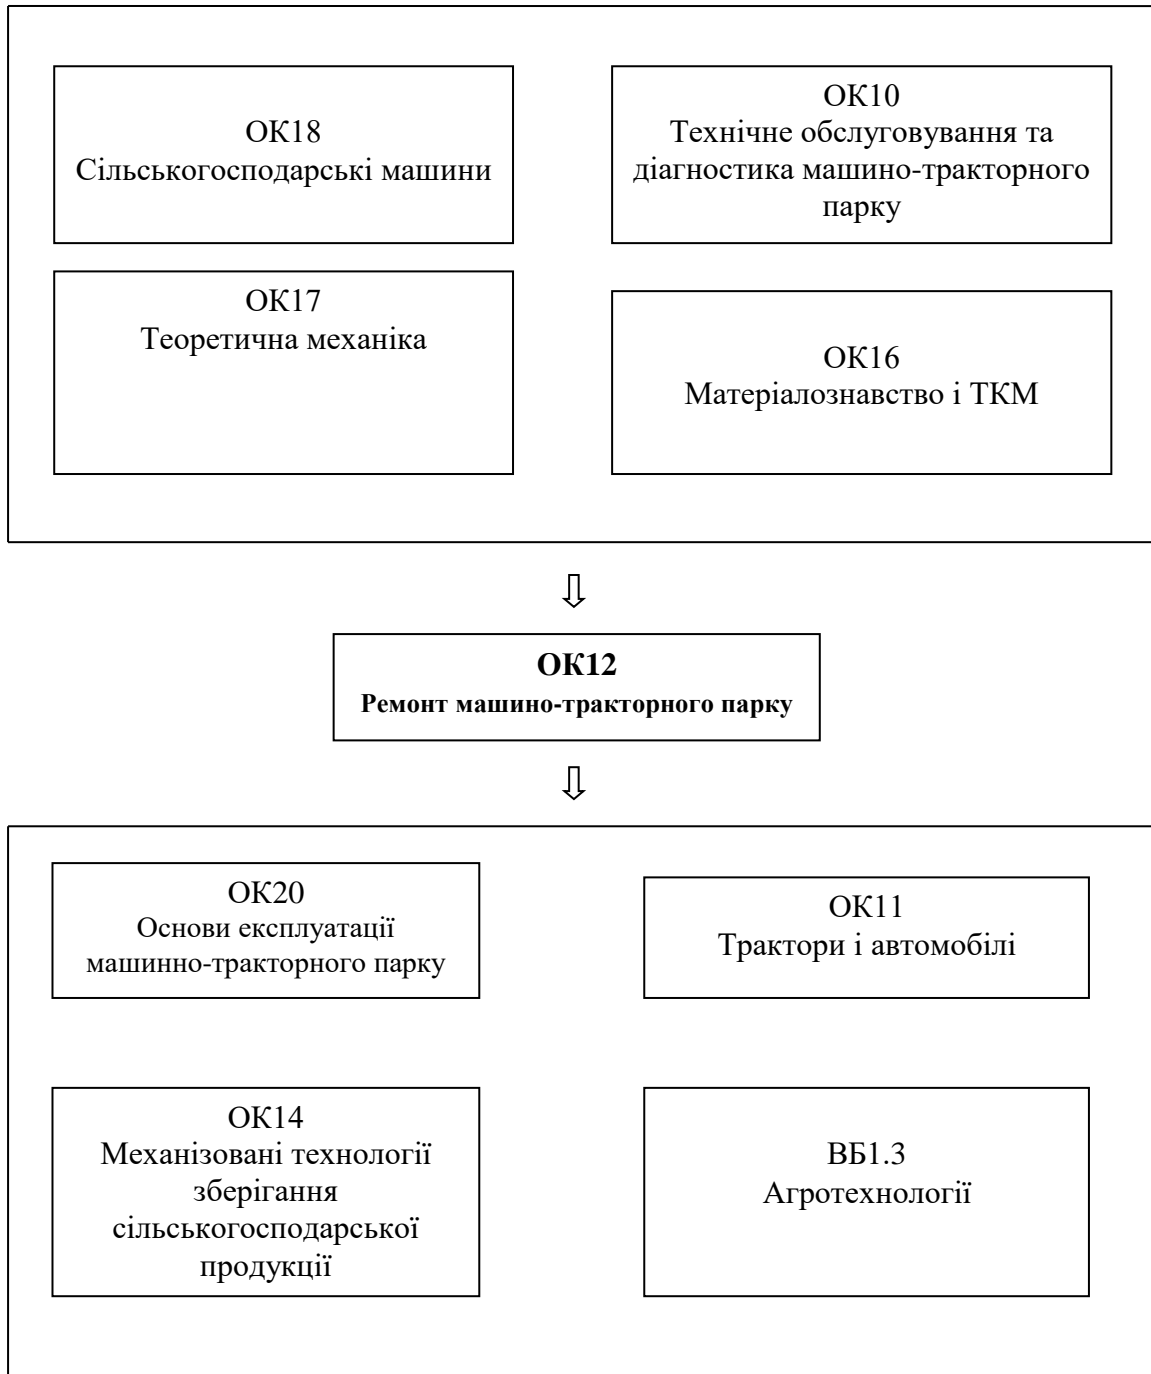 ОК18
Сільськогосподарські машини
ОК10
Технічне обслуговування та
діагностика машино-тракторного
парку
ОК17
Теоретична механіка
ОК16
Матеріалознавство і ТКМ
ОК12
Ремонт машино-тракторного парку
ОК20
Основи експлуатації
машинно-тракторного парку
ОК11
Трактори і автомобілі
ОК14
Механізовані технології
зберігання
сільськогосподарської
продукції
ВБ1.3
Агротехнології